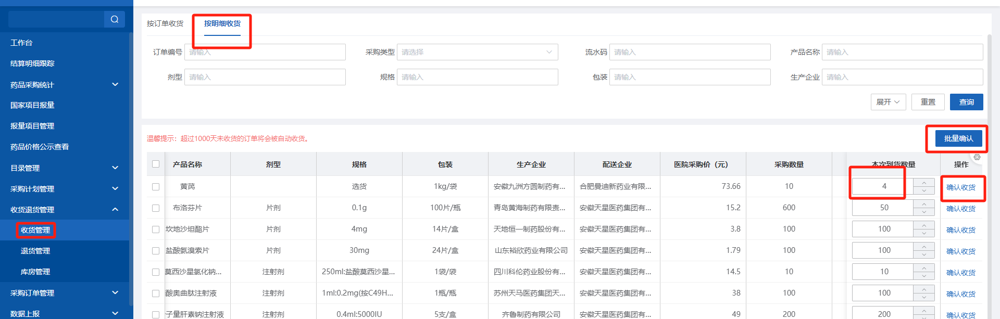 工作台
结算明细跟踪
药品采购统计
国家项目报量
报量项目管理
药品价格公示查看
目录管理
采购计划管理
收货退货管理
收货管理
退货管理
库房管理
采购订单管理
数据上报
按订单收货 按明细收货
订单编号 请输入 采购类型 请选择 流水码 请输入 产品名称 请输入
剂型 请输入 规格 请输入 包装 请输入 生产企业 请输入
展开 重置 查询
温馨提示：超过1000天未收货的订单将会被自动收货。 批量确认
产品名称 剂型 规格 包装 生产企业 配送企业 医院采购价（元） 采购数量 本次到货数量 操作
黄芪 选货 1kg/袋 安徽九洲方圆制药有... 合肥曼迪新药业有限... 73.66 10 4 确认收货
布洛芬片 片剂 0.1g 100片/瓶 青岛黄海制药有限责... 安徽天星医药集团有... 15.2 600 50 确认收货
坎地沙坦酯片 片剂 4mg 14片/盒 天地恒一制药股份有... 安徽天星医药集团有... 3.8 100 100 确认收货
盐酸氨溴索片 片剂 30mg 24片/盒 山东裕欣药业有限公司 安徽天星医药集团有... 1.79 100 100 确认收货
莫西沙星氯化钠... 注射剂 250ml:盐酸莫西沙星... 1袋/袋 四川科伦药业股份有... 安徽天星医药集团有... 14.5 10 10 确认收货
酸奥曲肽注射液 注射剂 1ml:0.2mg(按C49H... 1瓶/瓶 苏州天马医药集团天... 安徽天星医药集团有... 38 100 100 确认收货
子量肝素钠注射液 注射剂 0.4ml:5000IU 5支/盒 齐鲁制药有限公司 安徽天星医药集团有... 49 200 200 确认收货